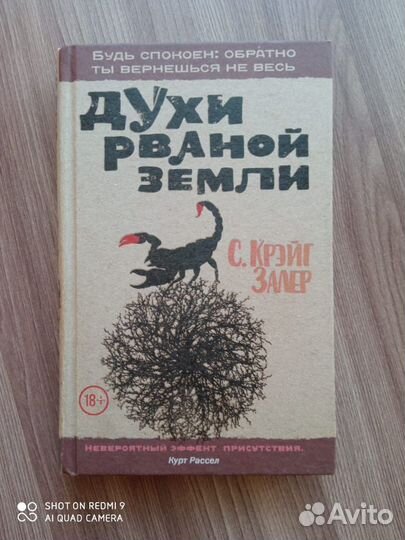 Будь спокоен: обратно
ты вернешься не весь
Духи
рваной
земли
С. Крэйг
Залер
18+
Невероятный эффект присутствия.
Курт Рассел
SHOT ON REDMI 9
AI QUAD CAMERA
Avito